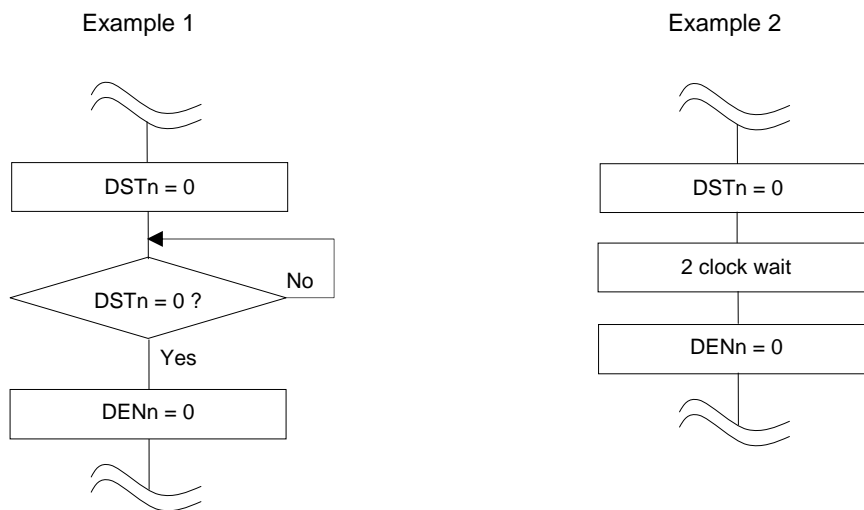 Example 1
DSTn = 0
DSTn = 0 ?
No
Yes
DENn = 0
Example 2
DSTn = 0
2 clock wait
DENn = 0